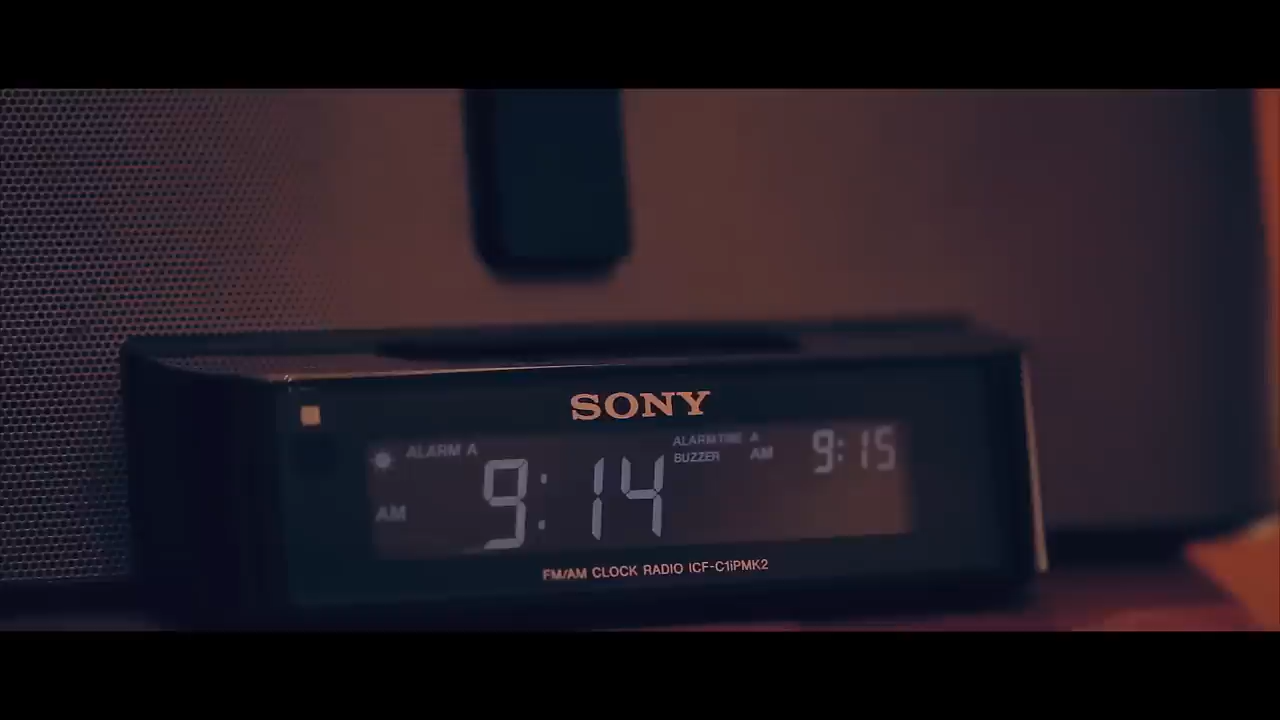 SONY
ALARM A
ALARM TIME A
BUZZER AM
9:15
AM
9:14
FM/AM CLOCK RADIO ICF-C1iPMK2